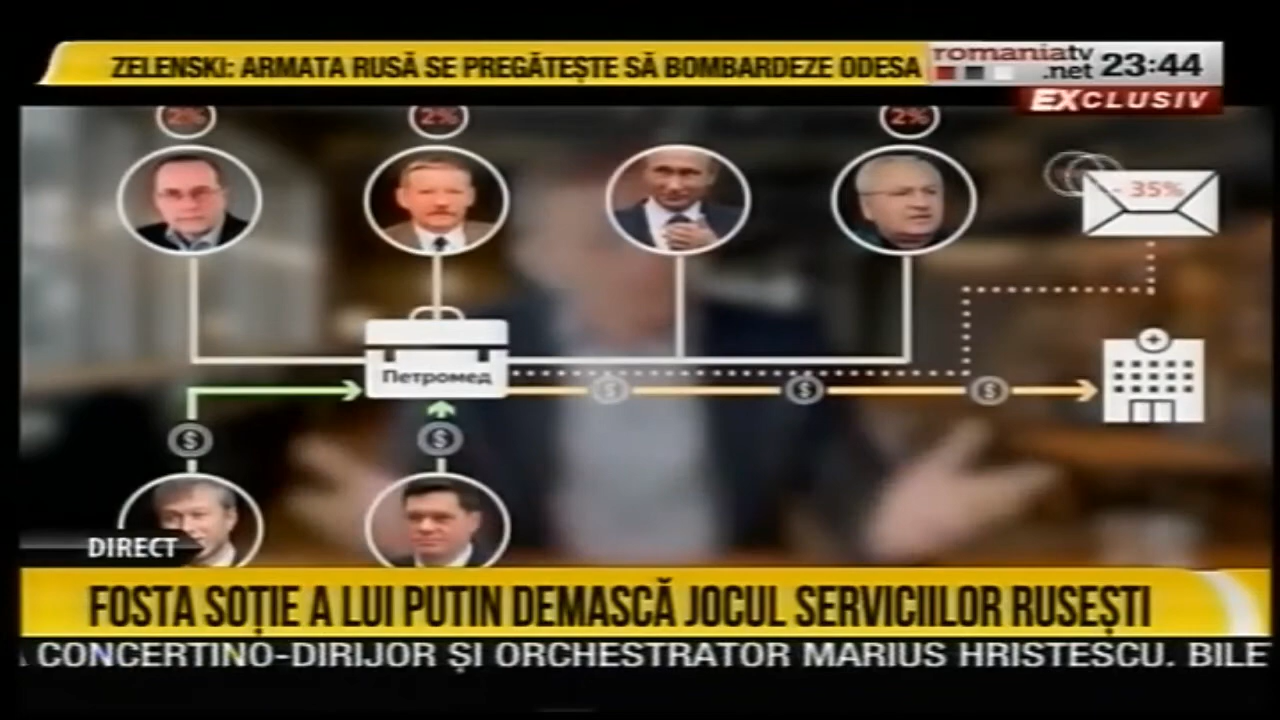 ZELENSKI: ARMATA RUSĂ SE PREGĂTEȘTE SĂ BOMBARDEZE ODESA
romaniatv
.net
23:44
EXCLUSIV
2%
2%
2%
- 35%
Петромед
$
$
$
$
$
DIRECT
FOSTA SOȚIE A LUI PUTIN DEMASCĂ JOCUL SERVICIILOR RUSEȘTI
CONCERTINO-DIRIJOR ȘI ORCHESTRATOR MARIUS HRISTESCU. BILE